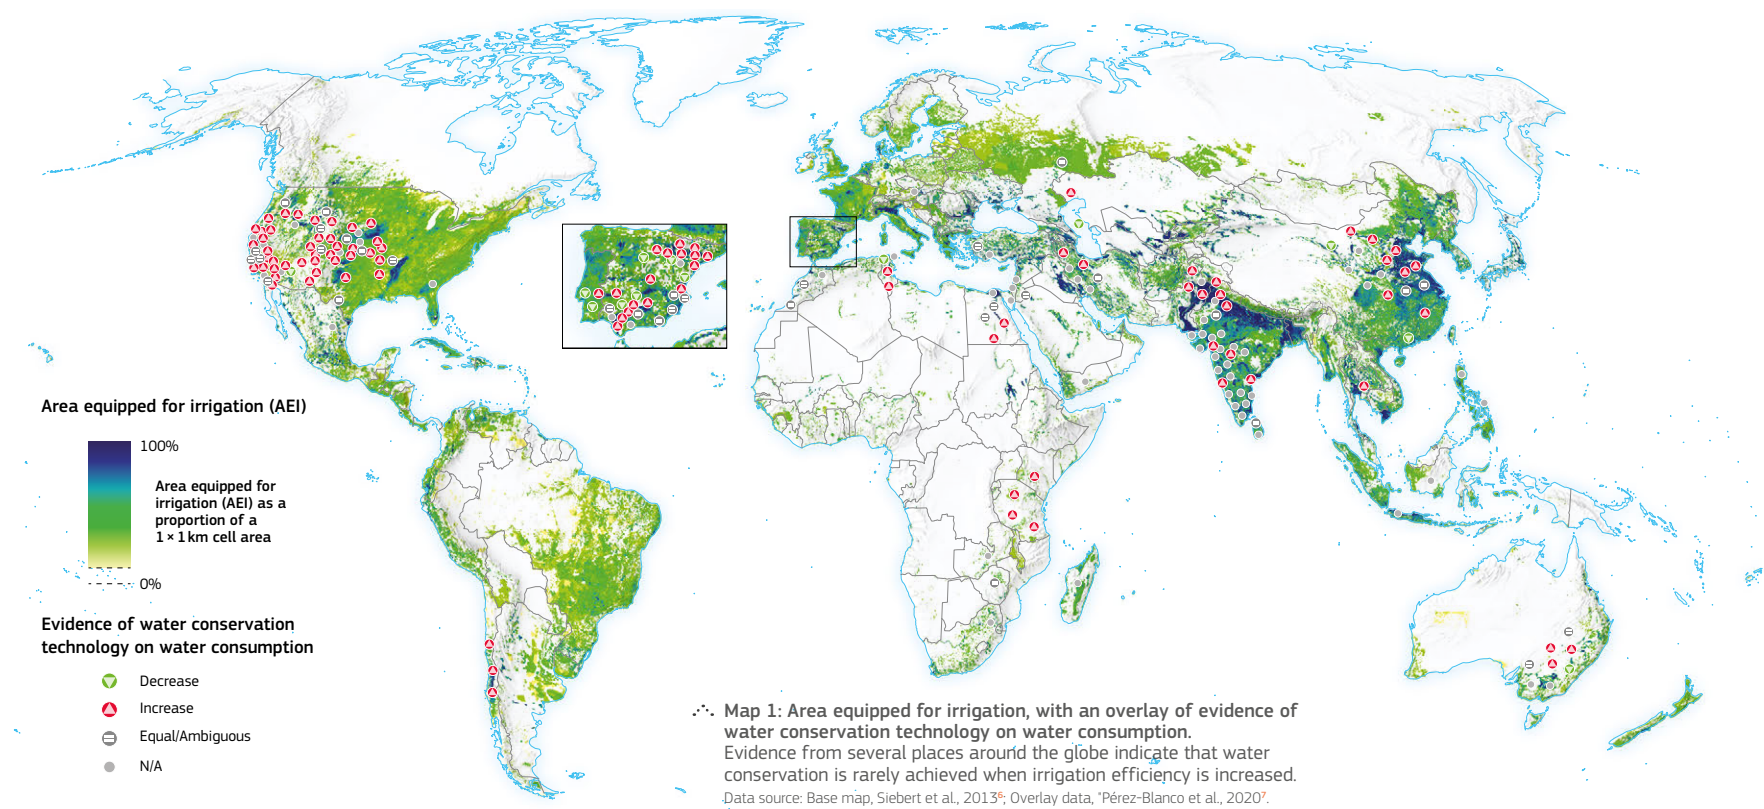 Area equipped for irrigation (AEI)
100%
Area equipped for
irrigation (AEI) as a
proportion of a
1 × 1 km cell area
0%
Evidence of water conservation
technology on water consumption
Decrease
Increase
Equal/Ambiguous
N/A
Map 1: Area equipped for irrigation, with an overlay of evidence of
water conservation technology on water consumption.
Evidence from several places around the globe indicate that water
conservation is rarely achieved when irrigation efficiency is increased.
Data source: Base map, Siebert et al., 2013⁶; Overlay data, "Pérez-Blanco et al., 2020⁷.